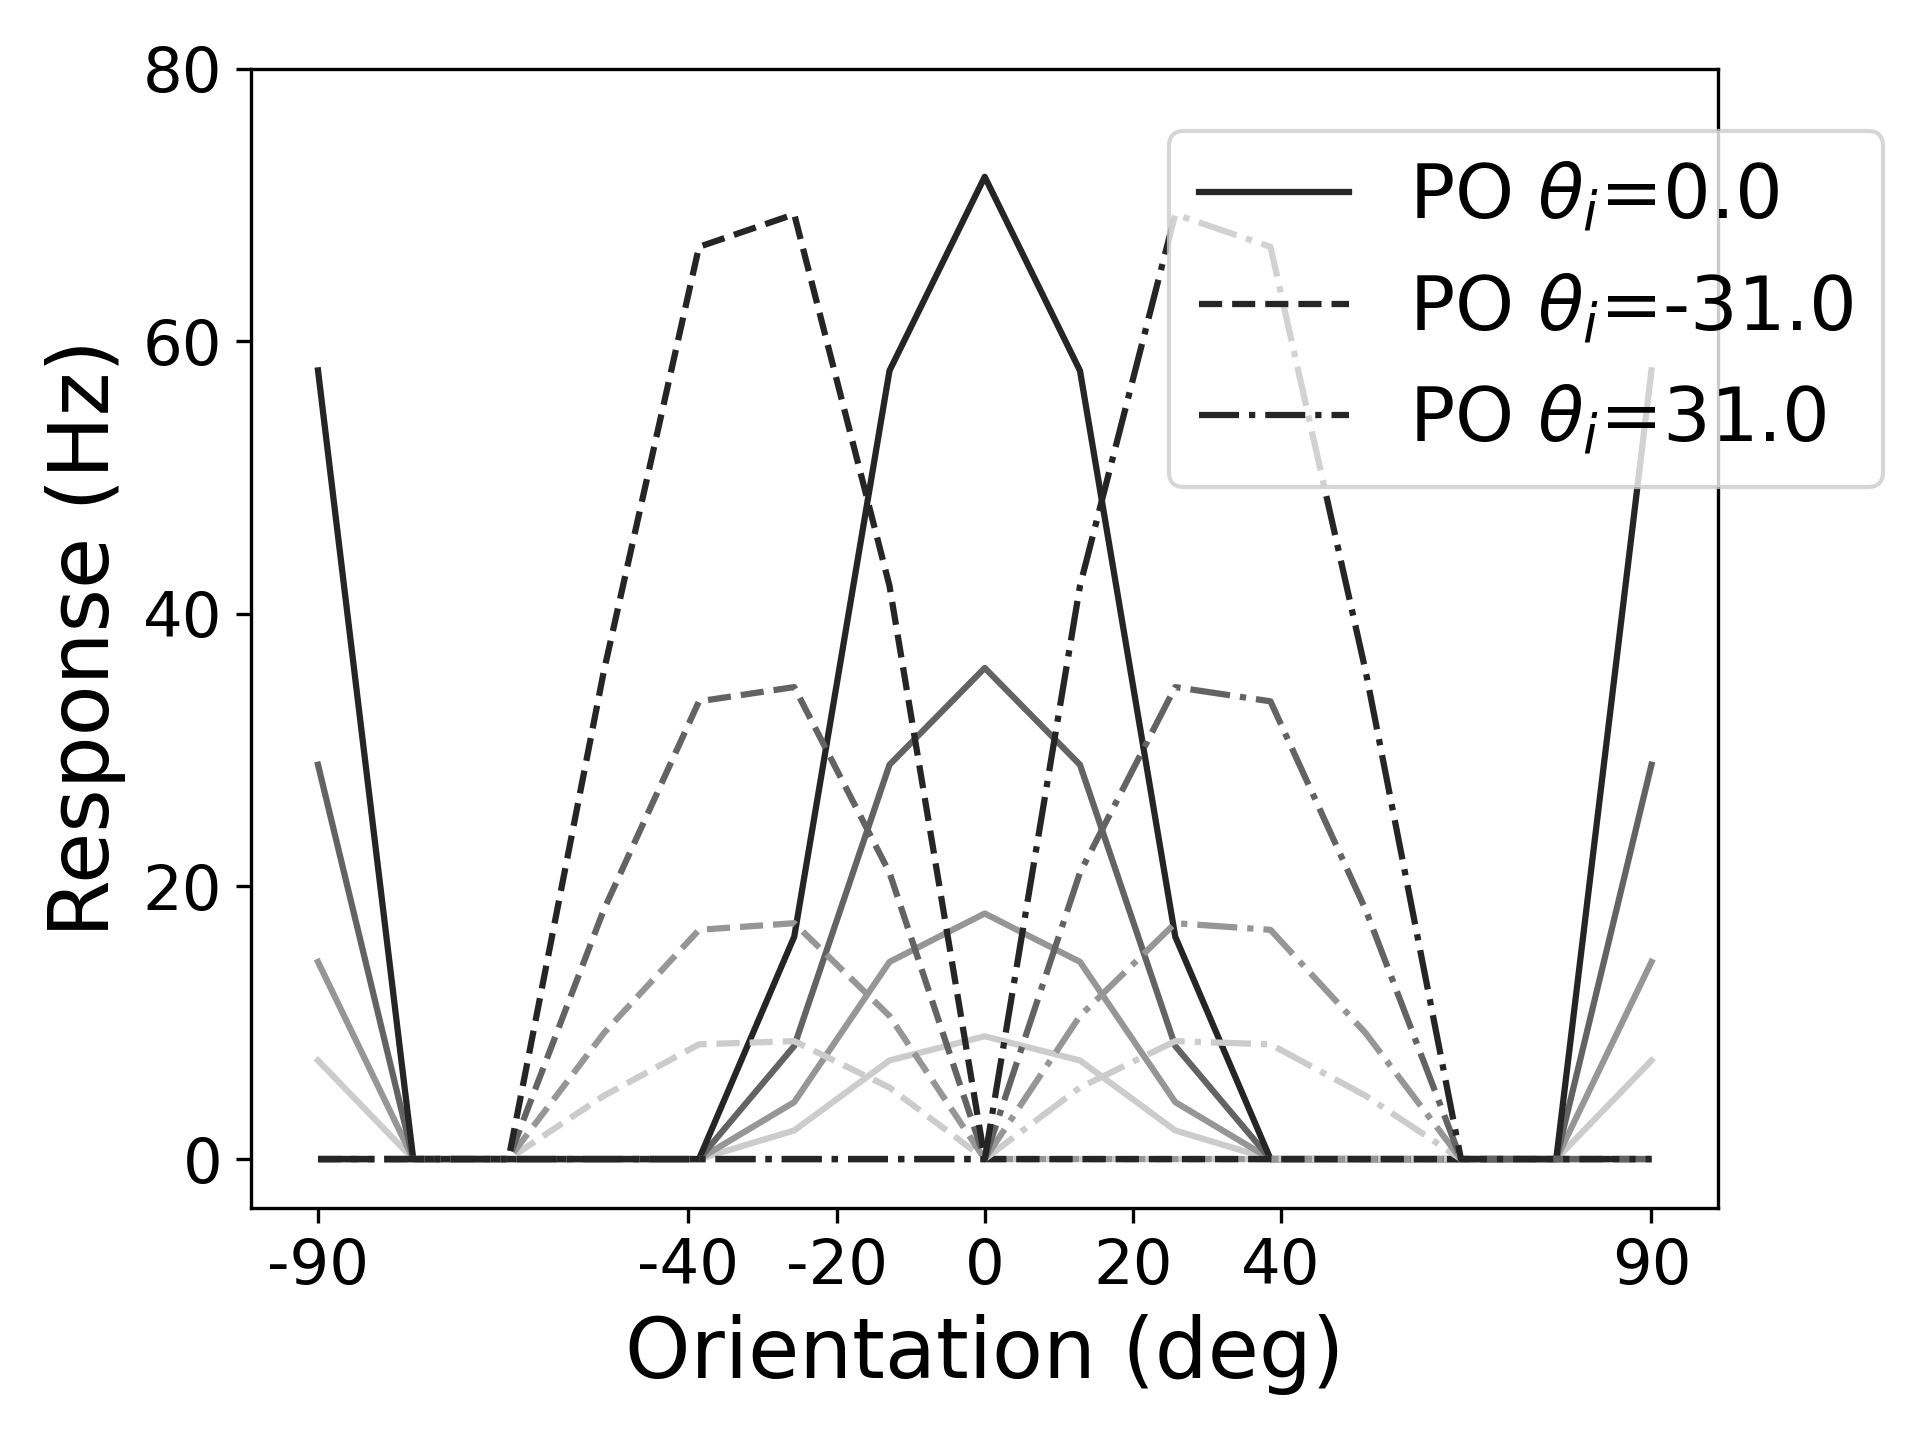 80
60
40
20
0
Response (Hz)
PO θi=0.0
PO θi=-31.0
PO θi=31.0
-90 -40 -20 0 20 40 90
Orientation (deg)